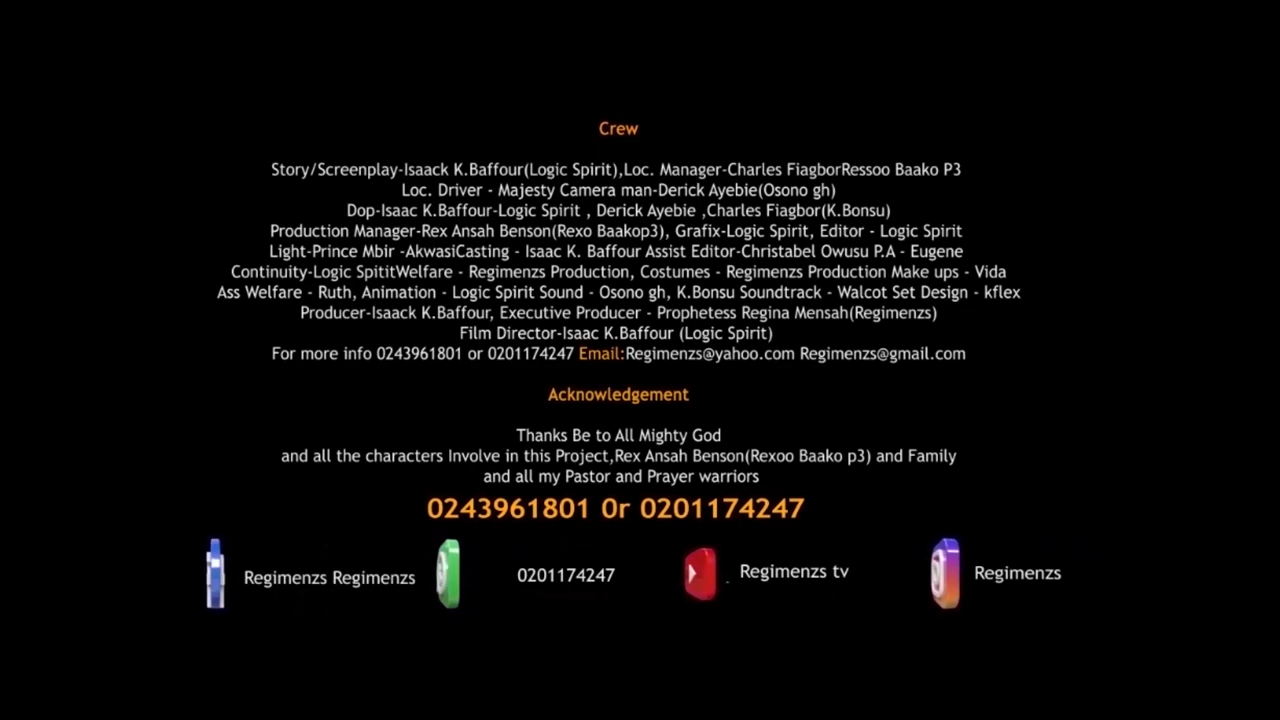 Crew
Story/Screenplay-Isaack K.Baffour(Logic Spirit),Loc. Manager-Charles FiagborRessoo Baako P3
Loc. Driver - Majesty Camera man-Derick Ayebie(Osono gh)
Dop-Isaac K.Baffour-Logic Spirit , Derick Ayebie ,Charles Fiagbor(K.Bonsu)
Production Manager-Rex Ansah Benson(Rexo Baakop3), Grafix-Logic Spirit, Editor - Logic Spirit
Light-Prince Mbir -AkwasiCasting - Isaac K. Baffour Assist Editor-Christabel Owusu P.A - Eugene
Continuity-Logic SpititWelfare - Regimenzs Production, Costumes - Regimenzs Production Make ups - Vida
Ass Welfare - Ruth, Animation - Logic Spirit Sound - Osono gh, K.Bonsu Soundtrack - Walcot Set Design - kflex
Producer-Isaack K.Baffour, Executive Producer - Prophetess Regina Mensah(Regimenzs)
Film Director-Isaac K.Baffour (Logic Spirit)
For more info 0243961801 or 0201174247 Email:Regimenzs@yahoo.com Regimenzs@gmail.com
Acknowledgement
Thanks Be to All Mighty God
and all the characters Involve in this Project,Rex Ansah Benson(Rexoo Baako p3) and Family
and all my Pastor and Prayer warriors
0243961801 0r 0201174247
Regimenzs Regimenzs 0201174247 Regimenzs tv Regimenzs